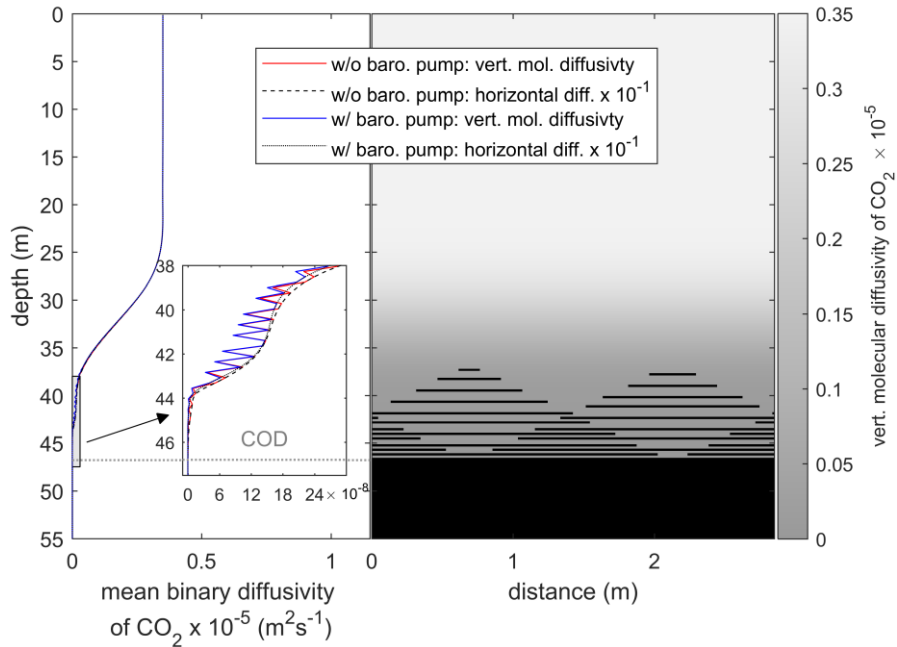 0
5
10
15
20
25
30
35
40
45
50
55
depth (m)
w/o baro. pump: vert. mol. diffusivty
w/o baro. pump: horizontal diff. x 10⁻¹
w/ baro. pump: vert. mol. diffusivty
w/ baro. pump: horizontal diff. x 10⁻¹
38
40
42
44
46
COD
0 6 12 18 24 × 10⁻⁸
0 0.5 1
mean binary diffusivity
of CO₂ x 10⁻⁵ (m²s⁻¹)
0 1 2
distance (m)
0.35
0.3
0.25
0.2
0.15
0.1
0.05
0
vert. molecular diffusivity of CO₂ × 10⁻⁵